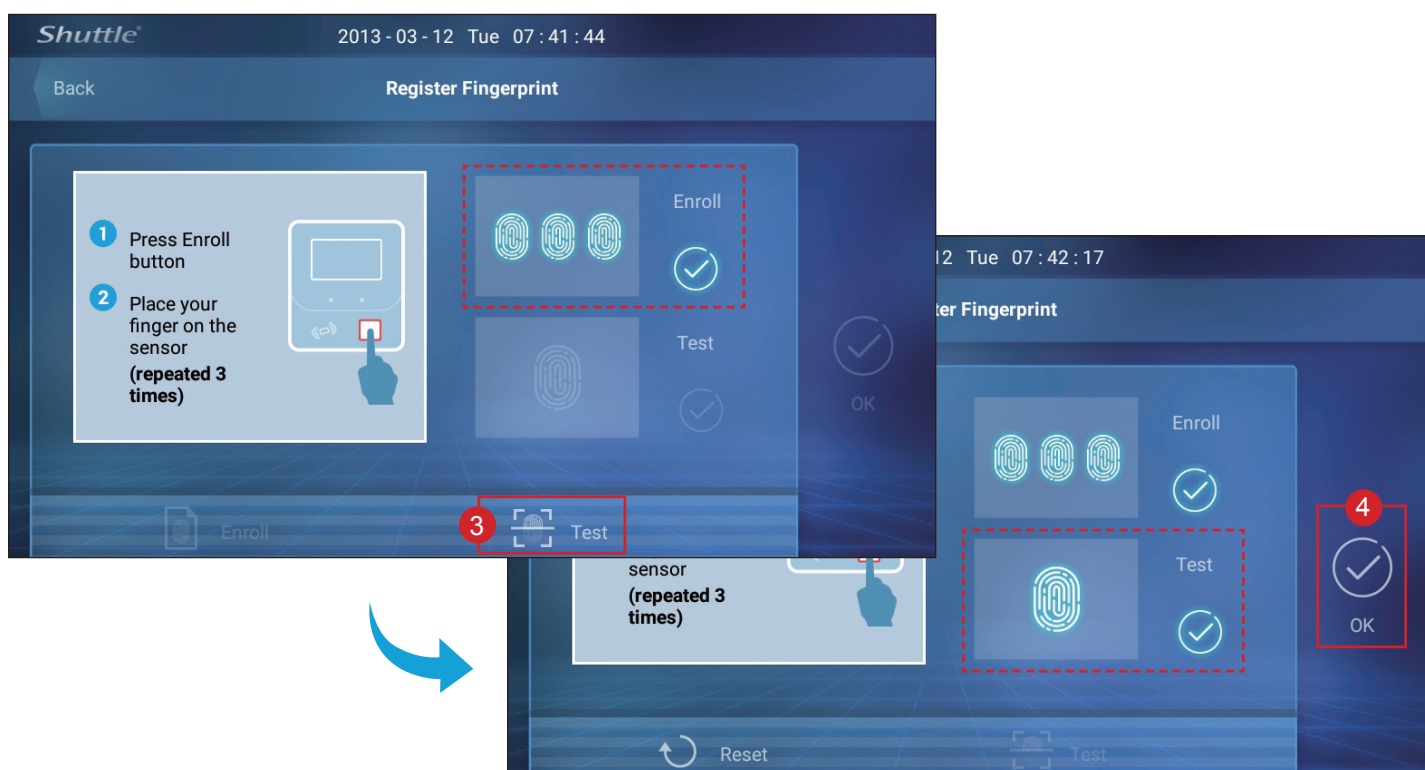 Shuttle
2013 - 03 - 12 Tue 07 : 41 : 44
Back
Register Fingerprint
1 Press Enroll
button
2 Place your
finger on the
sensor
(repeated 3
times)
Enroll
Test
OK
Enroll
3 Test
12 Tue 07 : 42 : 17
ter Fingerprint
sensor
(repeated 3
times)
Enroll
Test
4
OK
Reset
Test